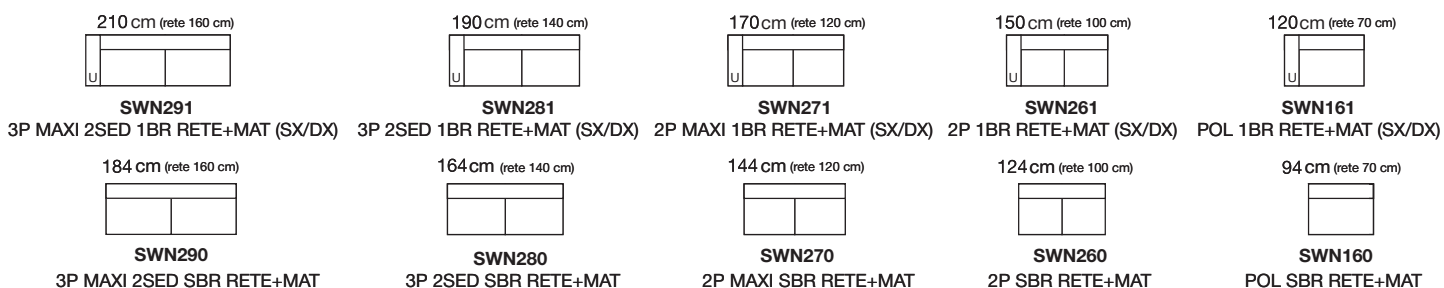 210 cm (rete 160 cm) 190 cm (rete 140 cm) 170 cm (rete 120 cm) 150 cm (rete 100 cm) 120 cm (rete 70 cm)
U U U U U
SWN291 SWN281 SWN271 SWN261 SWN161
3P MAXI 2SED 1BR RETE+MAT (SX/DX) 3P 2SED 1BR RETE+MAT (SX/DX) 2P MAXI 1BR RETE+MAT (SX/DX) 2P 1BR RETE+MAT (SX/DX) POL 1BR RETE+MAT (SX/DX)
184 cm (rete 160 cm) 164 cm (rete 140 cm) 144 cm (rete 120 cm) 124 cm (rete 100 cm) 94 cm (rete 70 cm)
SWN290 SWN280 SWN270 SWN260 SWN160
3P MAXI 2SED SBR RETE+MAT 3P 2SED SBR RETE+MAT 2P MAXI SBR RETE+MAT 2P SBR RETE+MAT POL SBR RETE+MAT